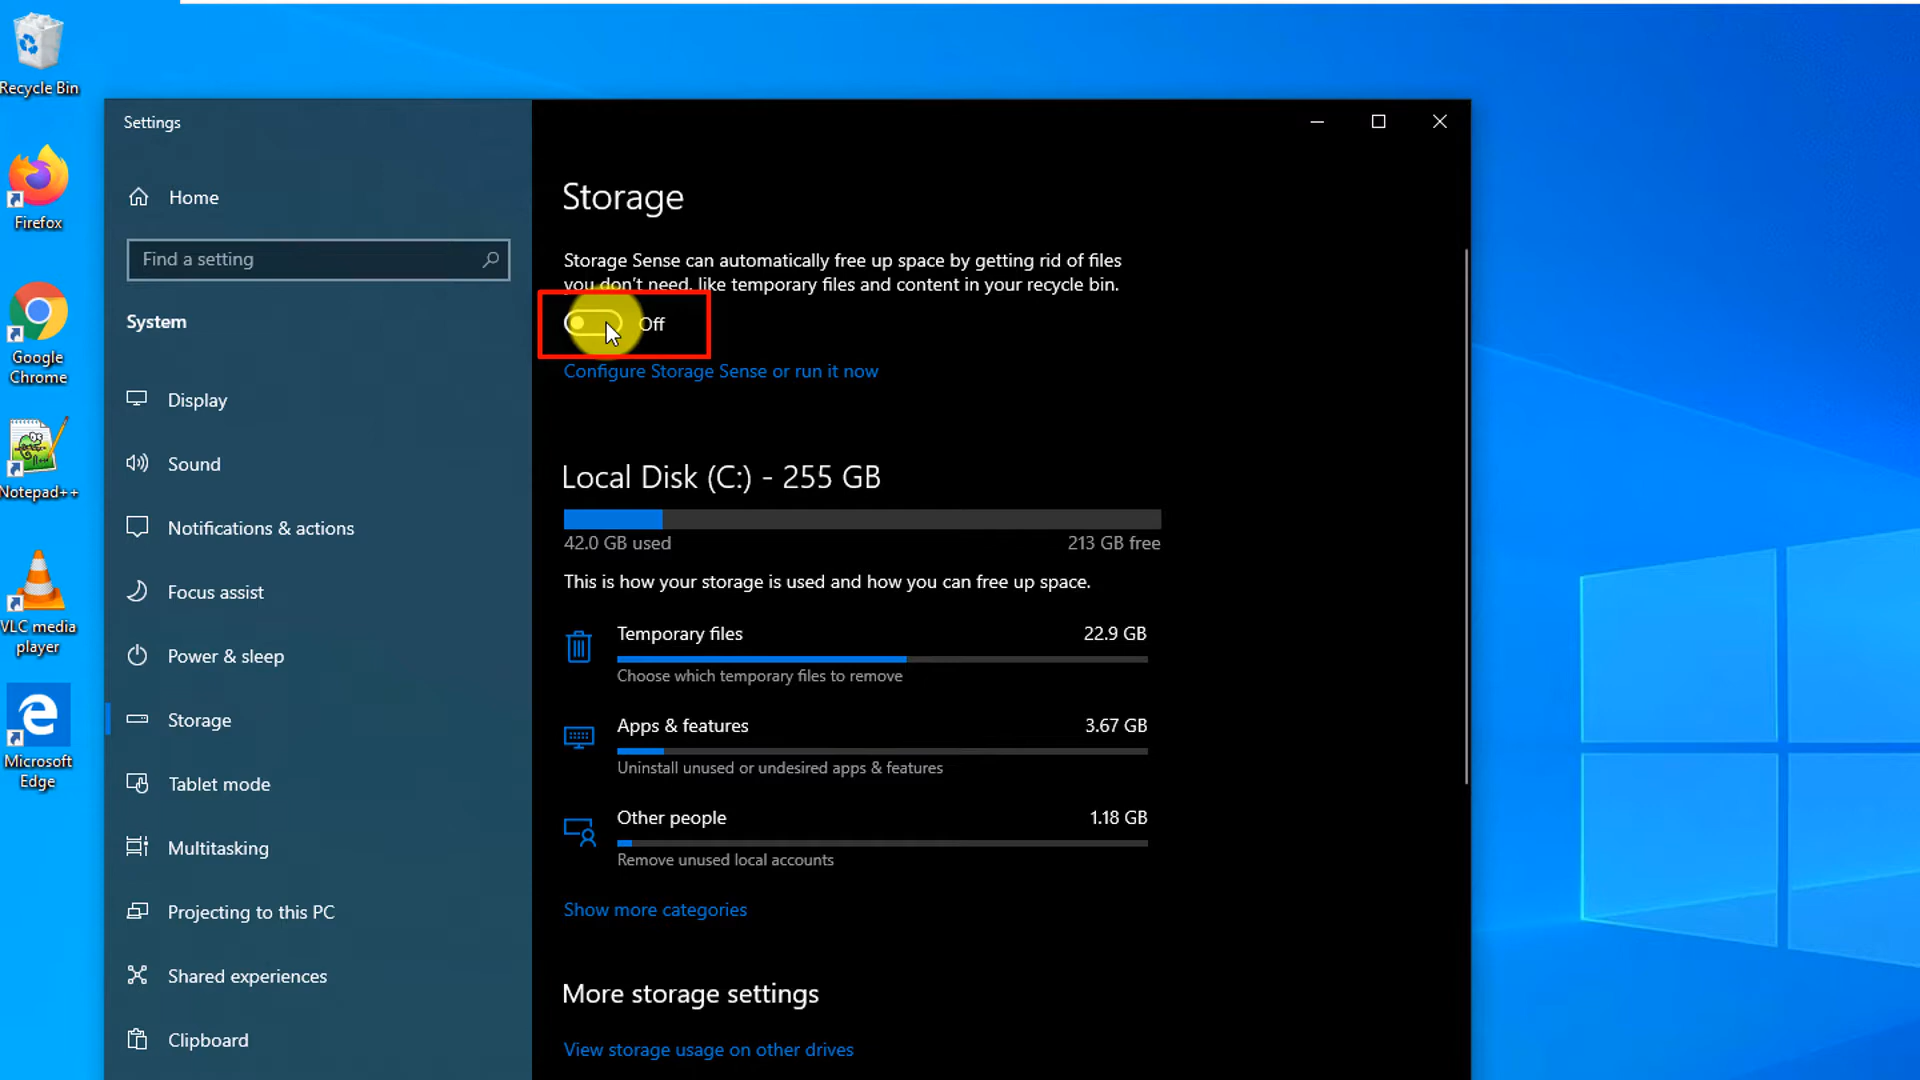 Recycle Bin
Firefox
Google
Chrome
Notepad++
VLC media
player
Microsoft
Edge
Settings
Home
Find a setting
System
Display
Sound
Notifications & actions
Focus assist
Power & sleep
Storage
Tablet mode
Multitasking
Projecting to this PC
Shared experiences
Clipboard
Storage
Storage Sense can automatically free up space by getting rid of files
you don't need, like temporary files and content in your recycle bin.
Off
Configure Storage Sense or run it now
Local Disk (C:) - 255 GB
42.0 GB used 213 GB free
This is how your storage is used and how you can free up space.
Temporary files 22.9 GB
Choose which temporary files to remove
Apps & features 3.67 GB
Uninstall unused or undesired apps & features
Other people 1.18 GB
Remove unused local accounts
Show more categories
More storage settings
View storage usage on other drives